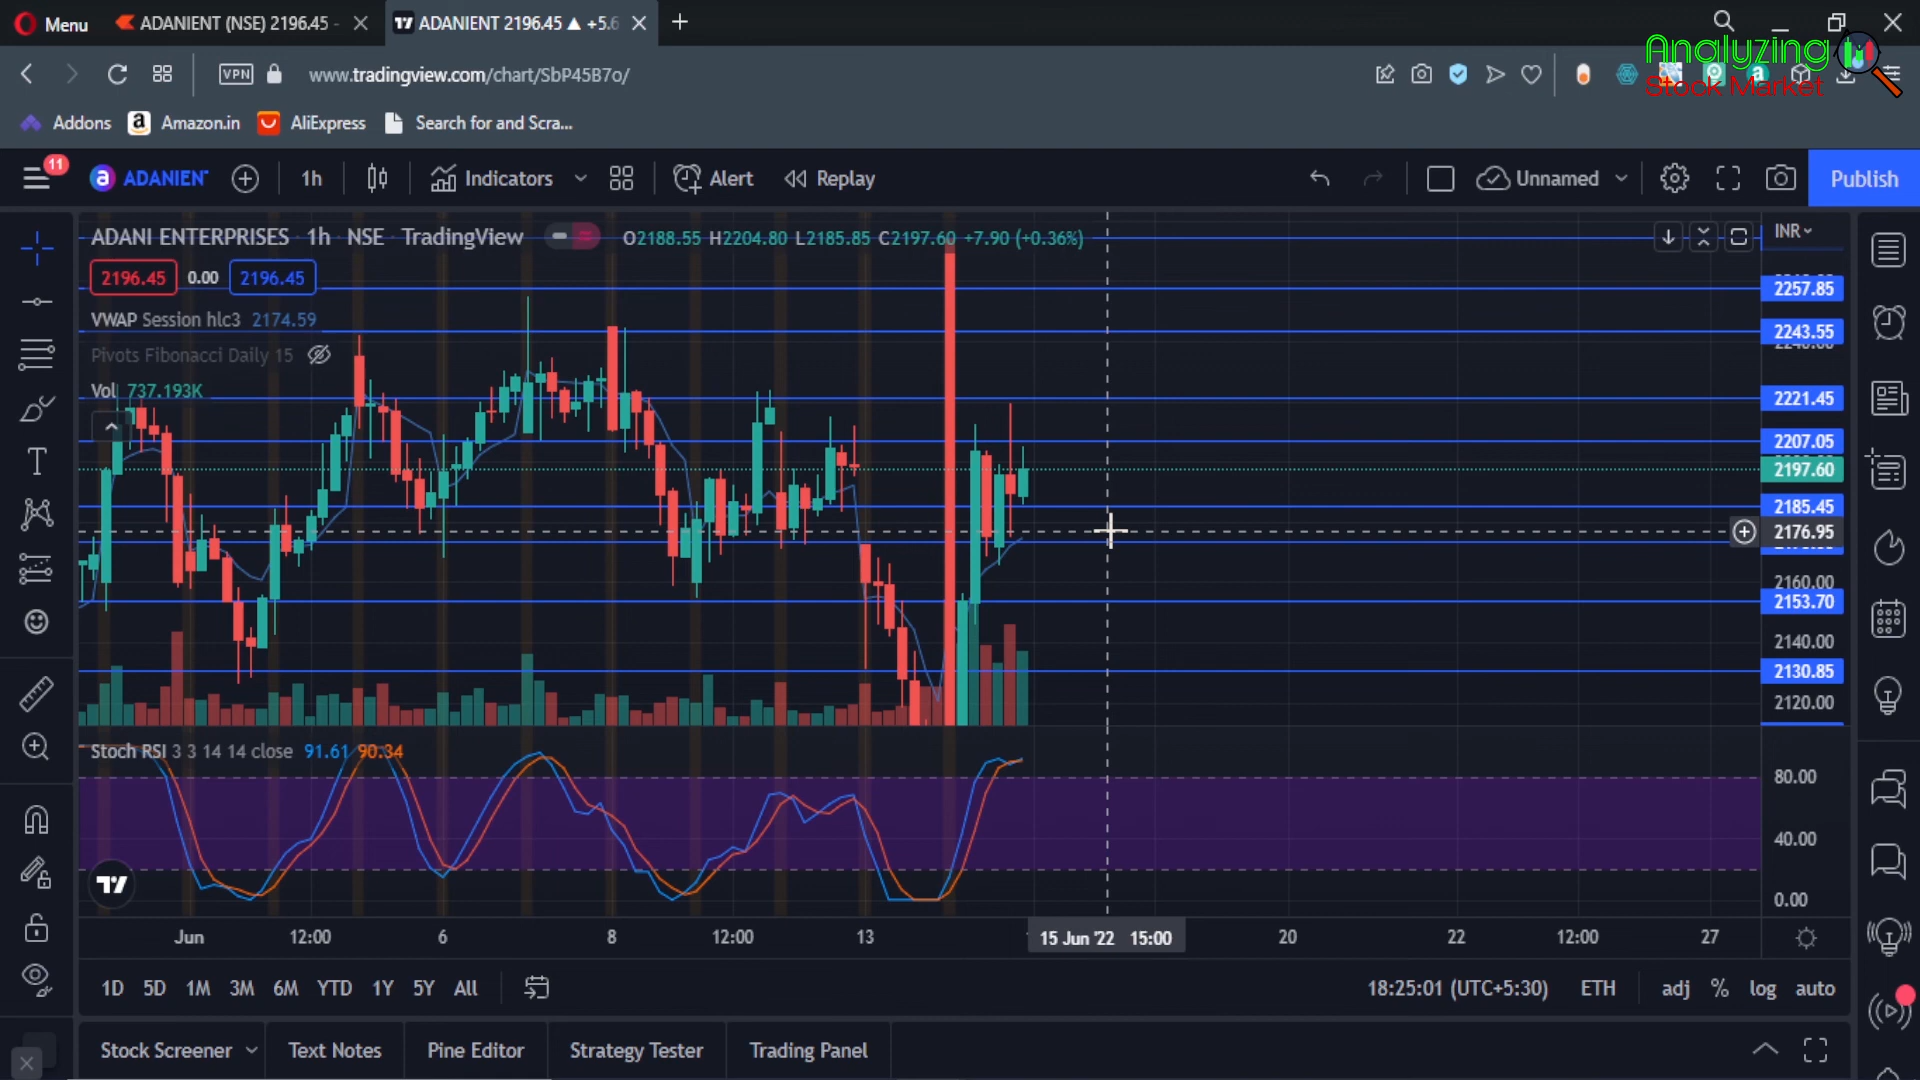 Menu
ADANIENT (NSE) 2196.45 -
ADANIENT 2196.45 ▲ +5.6
Analyzing
Stock Market
VPN
www.tradingview.com/chart/SbP45B7o/
Addons
Amazon.in
AliExpress
Search for and Scra...
11
ADANIENT
1h
Indicators
Alert
Replay
Unnamed
Publish
ADANI ENTERPRISES 1h NSE TradingView
O2188.55 H2204.80 L2185.85 C2197.60 +7.90 (+0.36%)
INR
2196.45 0.00 2196.45
VWAP Session hlc3 2174.59
Pivots Fibonacci Daily 15
Vol 737.193K
2257.85
2243.55
2221.45
2207.05
2197.60
2185.45
2176.95
2160.00
2153.70
2140.00
2130.85
2120.00
Stoch RSI 3 3 14 14 close 91.61 90.34
80.00
40.00
0.00
Jun 12:00 6 8 12:00 13 15 Jun '22 15:00 20 22 12:00 27
1D 5D 1M 3M 6M YTD 1Y 5Y All
18:25:01 (UTC+5:30) ETH adj % log auto
Stock Screener Text Notes Pine Editor Strategy Tester Trading Panel